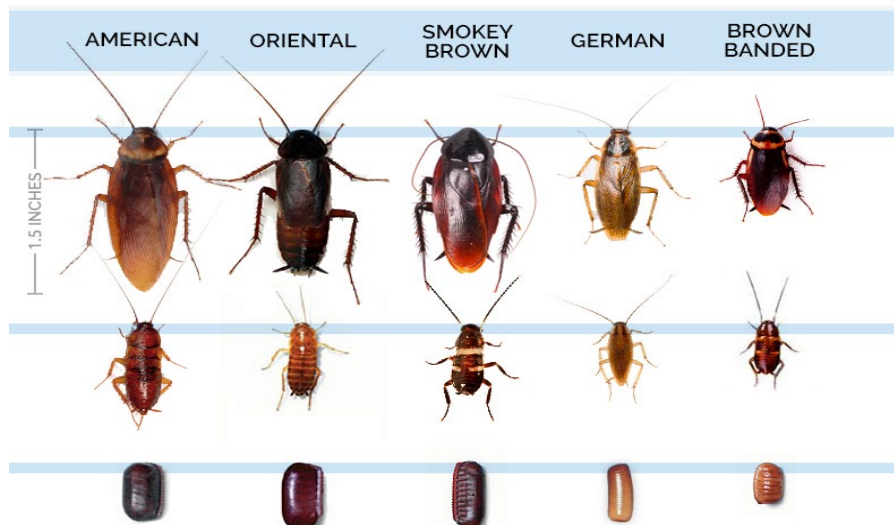 AMERICAN
ORIENTAL
SMOKEY
BROWN
GERMAN
BROWN
BANDED
1.5 INCHES